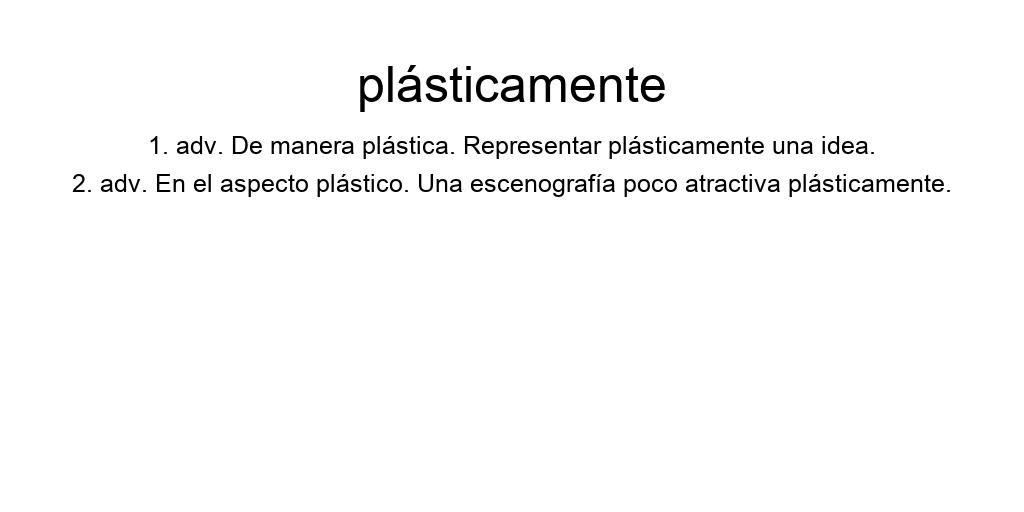 plásticamente
1. adv. De manera plástica. Representar plásticamente una idea.
2. adv. En el aspecto plástico. Una escenografía poco atractiva plásticamente.